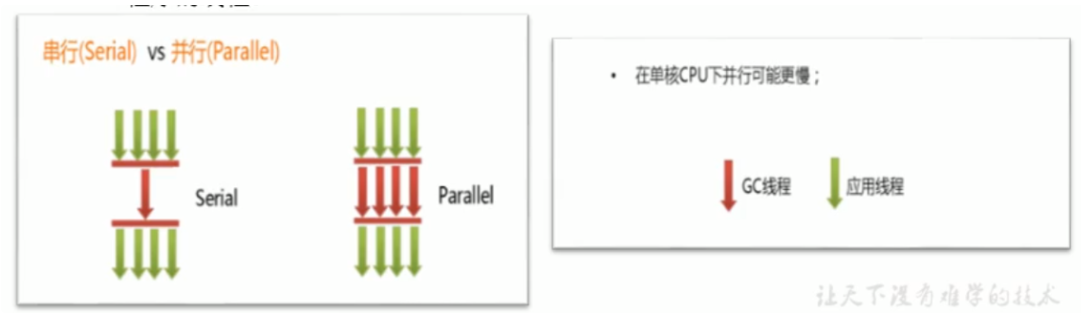 串行(Serial) vs 并行(Parallel)
Serial
Parallel
• 在单核CPU下并行可能更慢；
GC线程
应用线程
让天下没有难学的技术